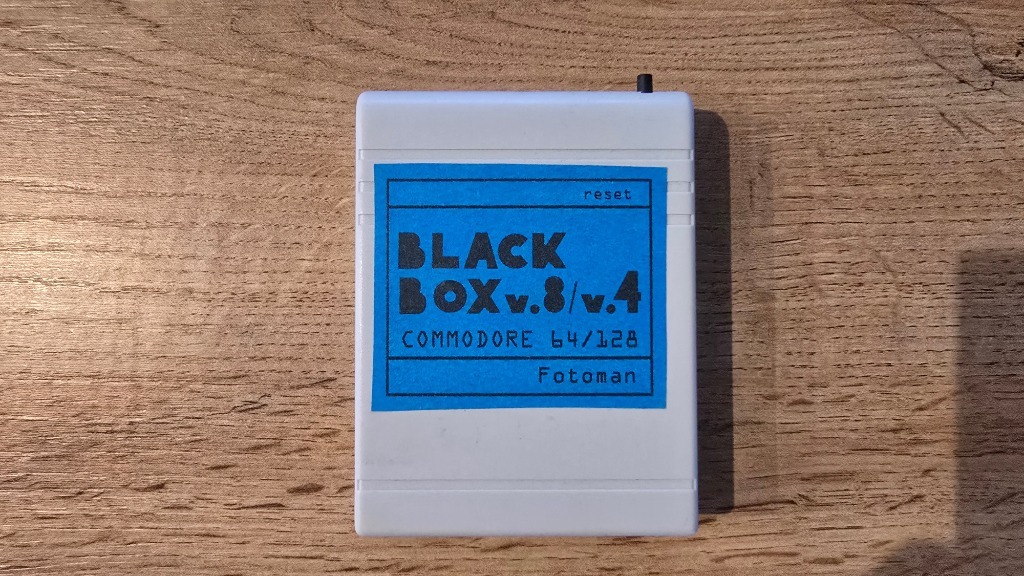 reset
BLACK
BOX v.8/v.4
COMMODORE 64/128
Fotoman